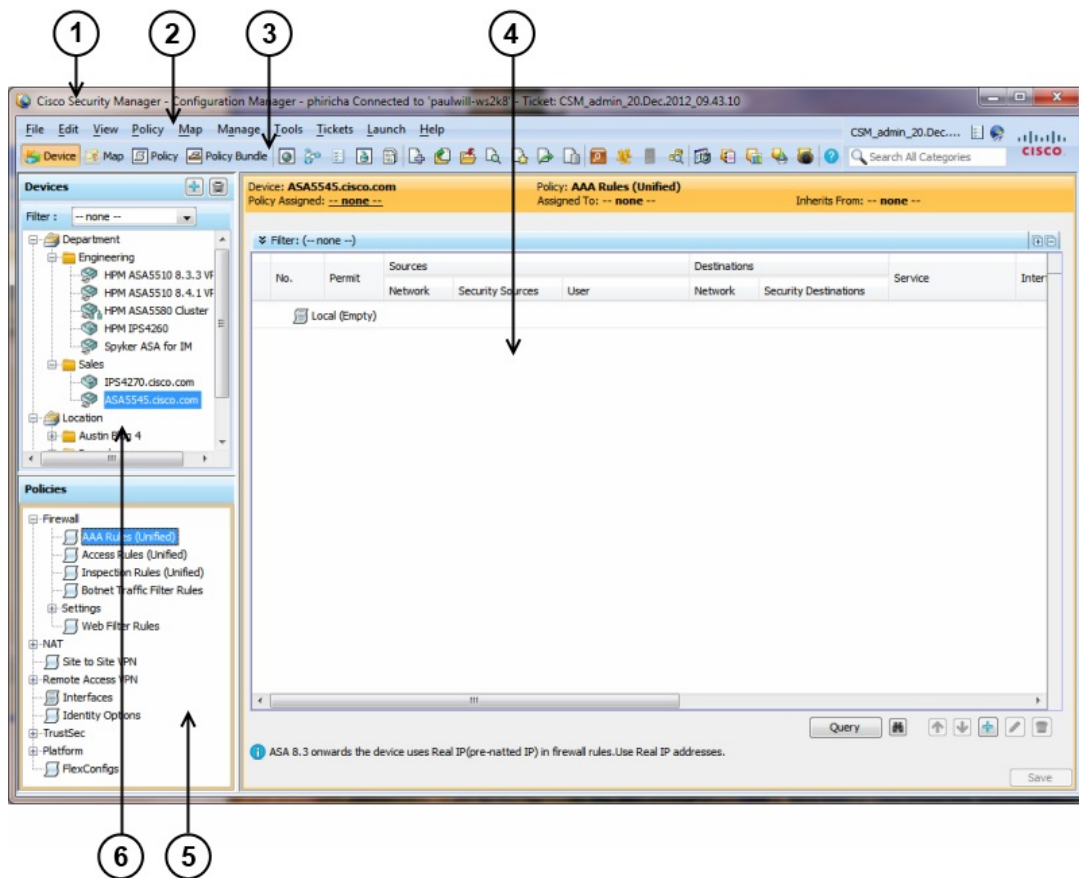 1 2 3 4
Cisco Security Manager - Configuration Manager - phiricha Connected to 'paulwill-ws2k8' - Ticket: CSM_admin_20.Dec.2012_09.43.10
File Edit View Policy Map Manage Tools Tickets Launch Help
CSM_admin_20.Dec....
Device Map Policy Policy Bundle
Search All Categories
CISCO
Devices
Filter : -- none --
Department
Engineering
HPM ASA5510 8.3.3 VP
HPM ASA5510 8.4.1 VP
HPM ASA5580 Cluster
HPM IPS4260
Spyker ASA for IM
Sales
IPS4270.cisco.com
ASA5545.cisco.com
Location
Austin 4
Policies
Firewall
AAA Rules (Unified)
Access Rules (Unified)
Inspection Rules (Unified)
Botnet Traffic Filter Rules
Settings
Web Filter Rules
NAT
Site to Site VPN
Remote Access VPN
Interfaces
Identity Options
TrustSec
Platform
FlexConfigs
Device: ASA5545.cisco.com
Policy Assigned: -- none --
Policy: AAA Rules (Unified)
Assigned To: -- none --
Inherits From: -- none --
Filter: (-- none --)
No. Permit Sources Destinations Service Inter
Network Security Sources User Network Security Destinations
Local (Empty)
Query
ASA 8.3 onwards the device uses Real IP(pre-natted IP) in firewall rules.Use Real IP addresses.
Save
6 5